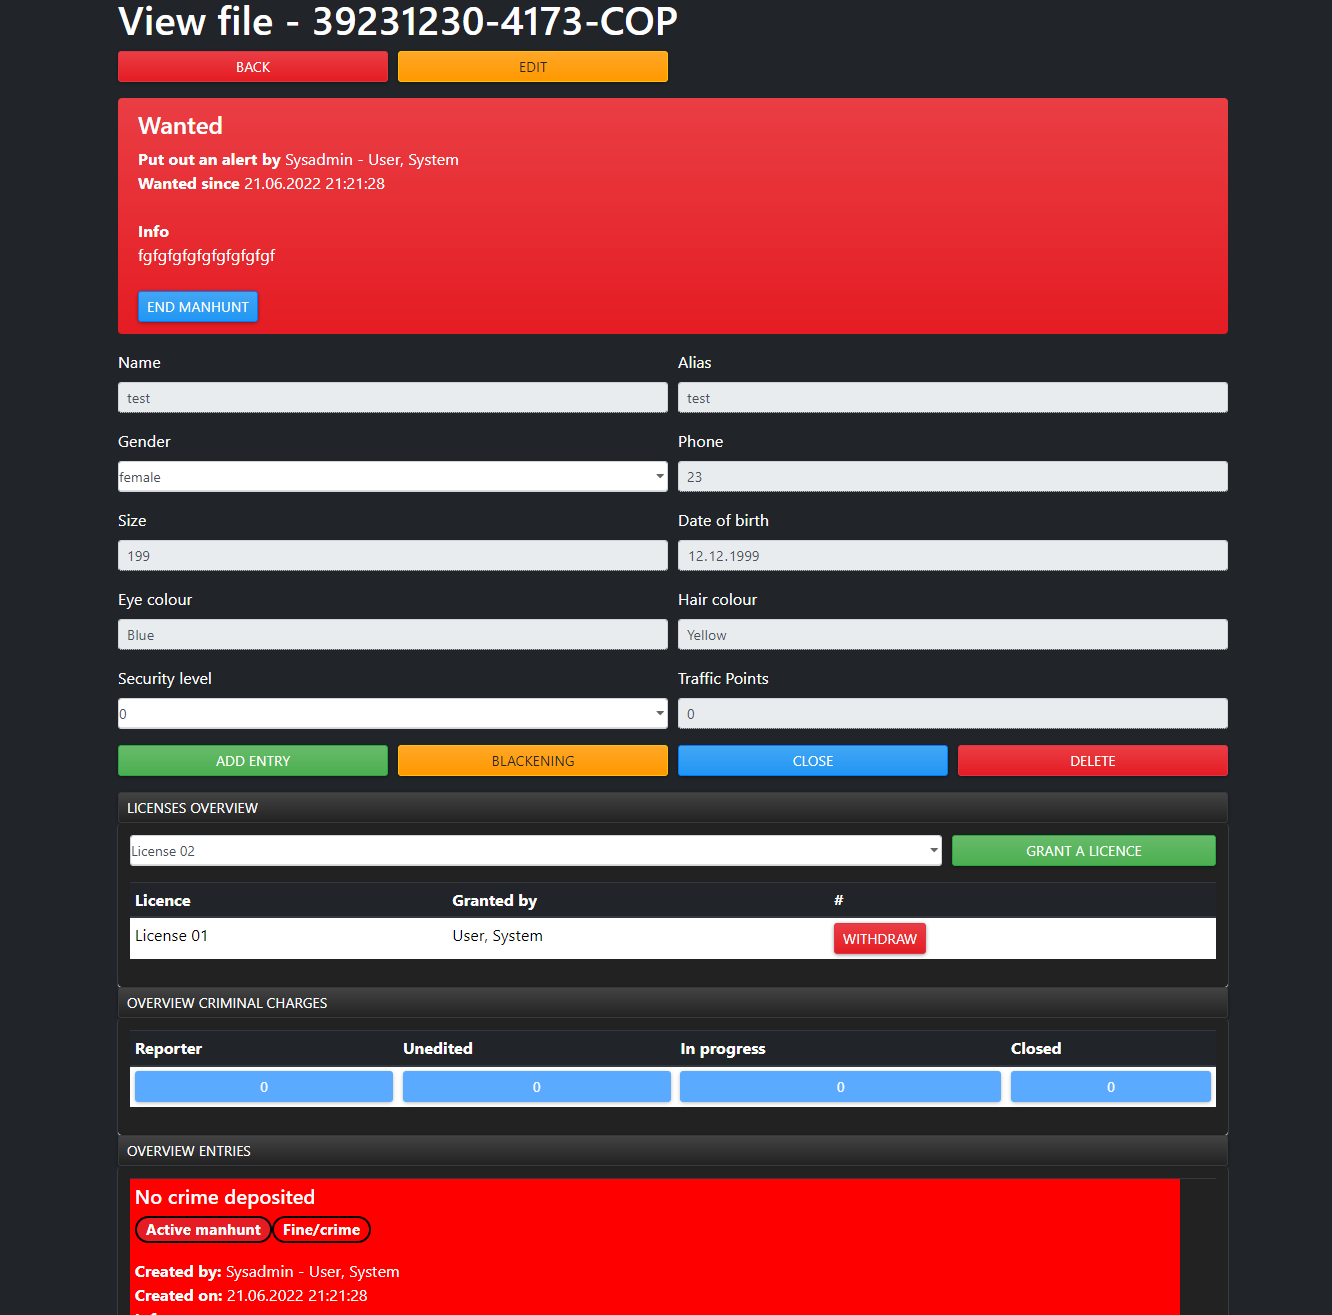 View file - 39231230-4173-COP
BACK EDIT
Wanted
Put out an alert by Sysadmin - User, System
Wanted since 21.06.2022 21:21:28
Info
fgfgfgfgfgfgfgfgfgf
END MANHUNT
Name Alias
test test
Gender Phone
female 23
Size Date of birth
199 12.12.1999
Eye colour Hair colour
Blue Yellow
Security level Traffic Points
0 0
ADD ENTRY BLACKENING CLOSE DELETE
LICENSES OVERVIEW
License 02 GRANT A LICENCE
Licence Granted by #
License 01 User, System WITHDRAW
OVERVIEW CRIMINAL CHARGES
Reporter Unedited In progress Closed
0 0 0 0
OVERVIEW ENTRIES
No crime deposited
Active manhunt Fine/crime
Created by: Sysadmin - User, System
Created on: 21.06.2022 21:21:28